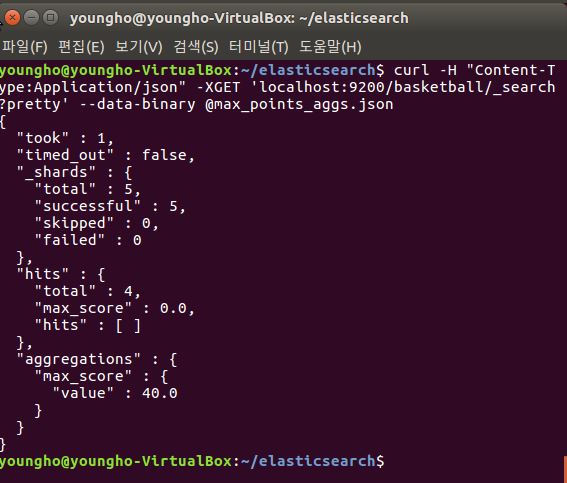 youngho@youngho-VirtualBox: ~/elasticsearch
파일(F) 편집(E) 보기(V) 검색(S) 터미널(T) 도움말(H)
youngho@youngho-VirtualBox:~/elasticsearch$ curl -H "Content-T
ype:Application/json" -XGET 'localhost:9200/basketball/_search
?pretty' --data-binary @max_points_aggs.json
{
  "took" : 1,
  "timed_out" : false,
  "_shards" : {
    "total" : 5,
    "successful" : 5,
    "skipped" : 0,
    "failed" : 0
  },
  "hits" : {
    "total" : 4,
    "max_score" : 0.0,
    "hits" : [ ]
  },
  "aggregations" : {
    "max_score" : {
      "value" : 40.0
    }
  }
}
youngho@youngho-VirtualBox:~/elasticsearch$